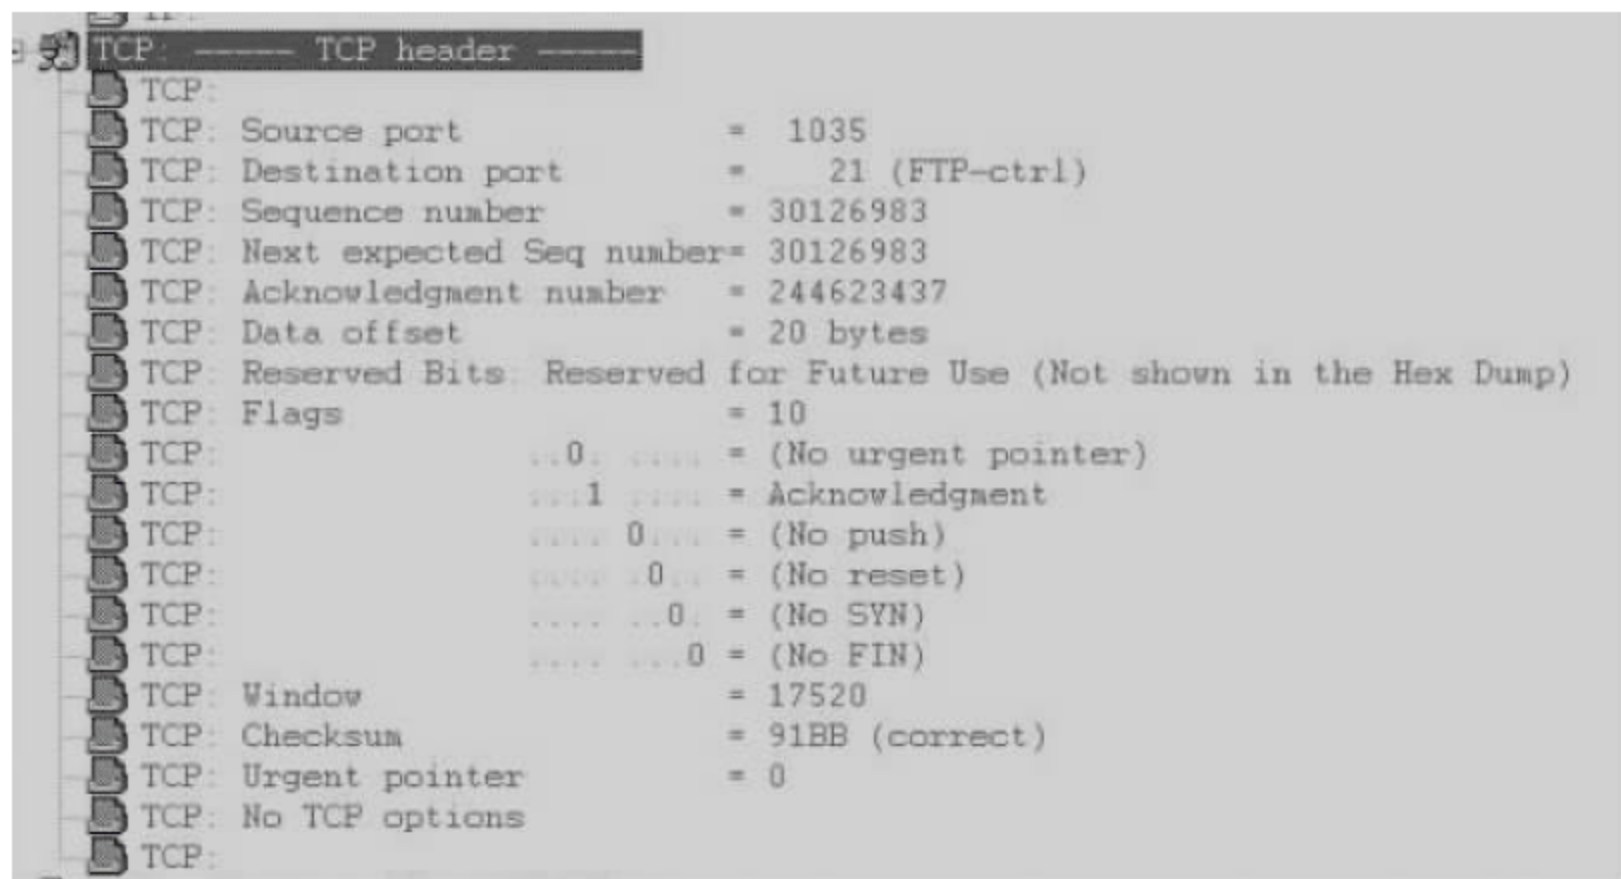 TCP: ----- TCP header -----
TCP:
TCP: Source port = 1035
TCP: Destination port = 21 (FTP-ctrl)
TCP: Sequence number = 30126983
TCP: Next expected Seq number= 30126983
TCP: Acknowledgment number = 244623437
TCP: Data offset = 20 bytes
TCP: Reserved Bits: Reserved for Future Use (Not shown in the Hex Dump)
TCP: Flags = 10
TCP: ..0. .... = (No urgent pointer)
TCP: ...1 .... = Acknowledgment
TCP: .... 0... = (No push)
TCP: .... .0.. = (No reset)
TCP: .... ..0. = (No SYN)
TCP: .... ...0 = (No FIN)
TCP: Window = 17520
TCP: Checksum = 91BB (correct)
TCP: Urgent pointer = 0
TCP: No TCP options
TCP: